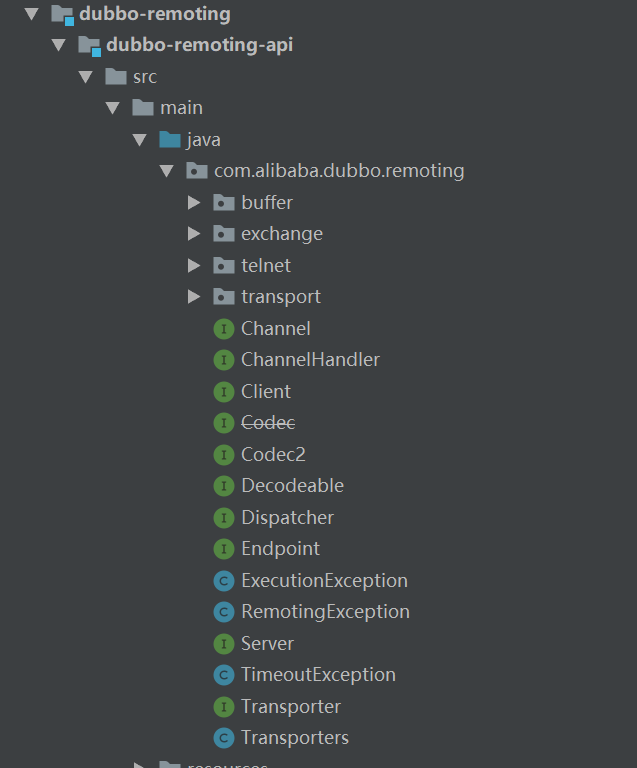 dubbo-remoting
dubbo-remoting-api
src
main
java
com.alibaba.dubbo.remoting
buffer
exchange
telnet
transport
I Channel
I ChannelHandler
I Client
I Codec
I Codec2
I Decodeable
I Dispatcher
I Endpoint
C ExecutionException
C RemotingException
I Server
C TimeoutException
I Transporter
C Transporters
resources